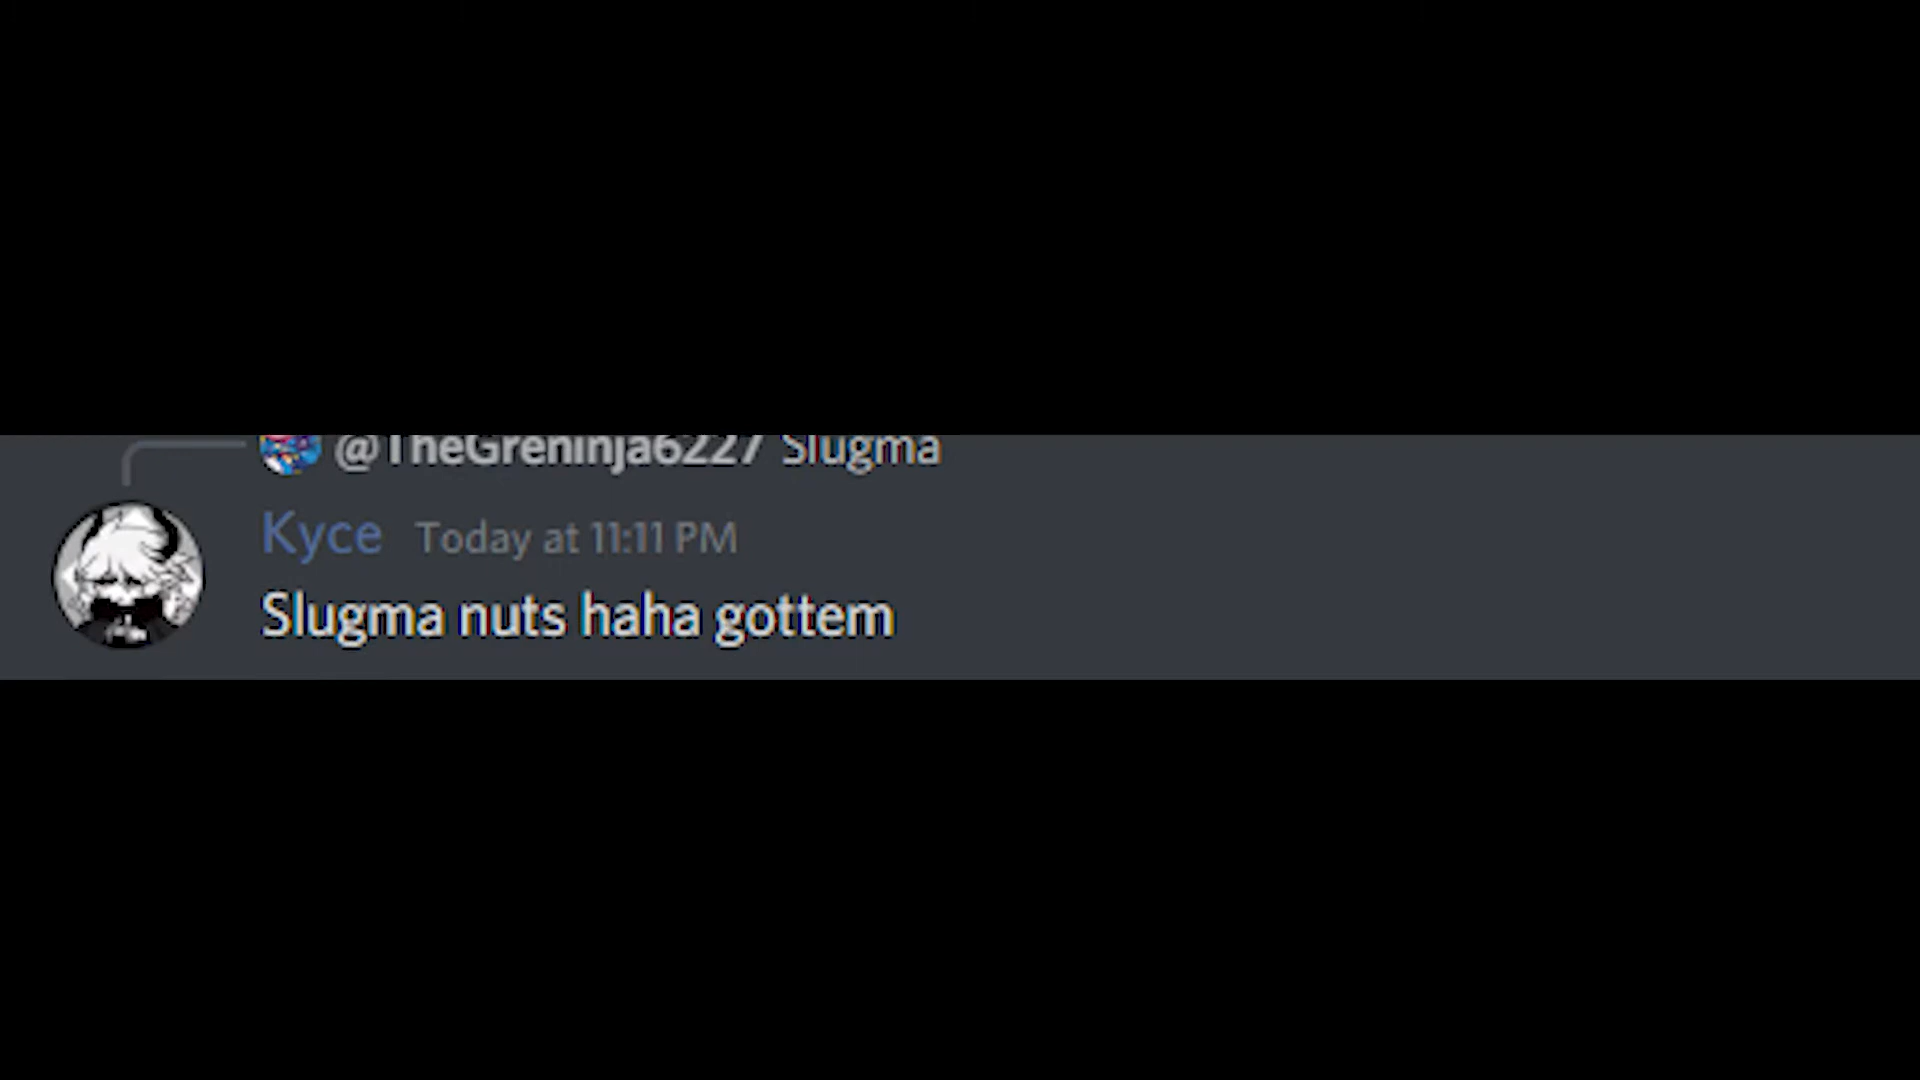 @TheGreninja6227 Slugma
Kyce Today at 11:11 PM
Slugma nuts haha gottem